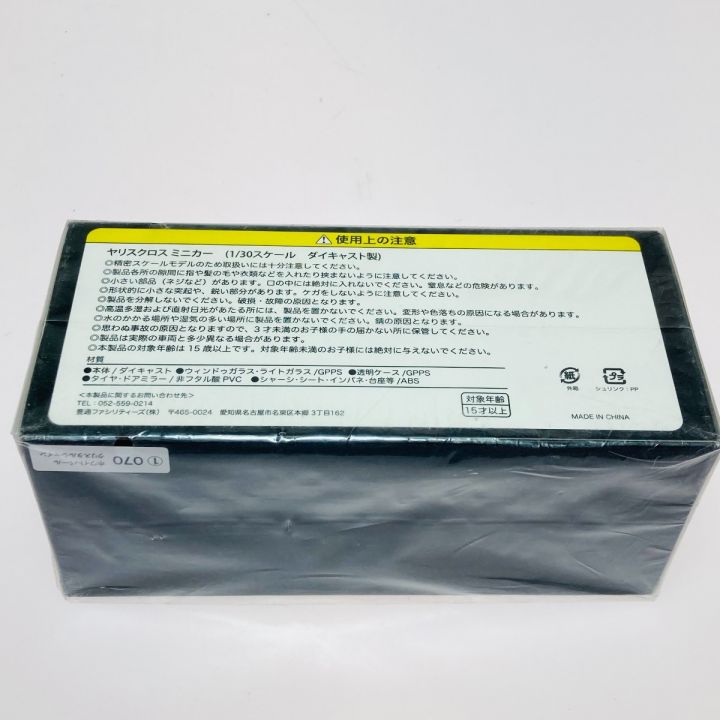 ⚠ 使用上の注意
ヤリスクロス ミニカー (1/30スケール ダイキャスト製)
◎精密スケールモデルのため取扱いには十分注意してください。
◎製品各所の隙間に指や髪の毛や衣類などを入れたり挟まないように注意してください。
◎小さい部品(ネジなど)があります。口の中には絶対に入れないでください。窒息などの危険があります。
◎形状的に小さな突起や、鋭い部分があります。ケガをしないように注意してください。
◎製品を分解しないでください。破損・故障の原因となります。
◎高温多湿および直射日光があたる所には、製品を置かないでください。変形や色落ちの原因になる場合があります。
◎水のかかる場所や湿気の多い場所に製品を置かないでください。錆の原因となります。
◎思わぬ事故の原因となりますので、3才未満のお子様の手の届かない所に保管してください。
◎製品は実際の車両と多少異なる場合があります。
◎本製品の対象年齢は15歳以上です。対象年齢未満のお子様には絶対に与えないでください。
材質
●本体/ダイキャスト ●ウィンドゥガラス・ライトガラス/GPPS ●透明ケース/GPPS
●タイヤ・ドアミラー/非フタル酸PVC ●シャーシ・シート・インパネ・台座等/ABS
<本製品に関するお問い合わせ先>
TEL:052-559-0214
豊通ファシリティーズ(株) 〒465-0024 愛知県名古屋市名東区本郷3丁目162
対象年齢
15才以上
紙
外箱
プラ
シュリンク:PP
MADE IN CHINA
① 070
ホワイトパール
クリスタルシャイン